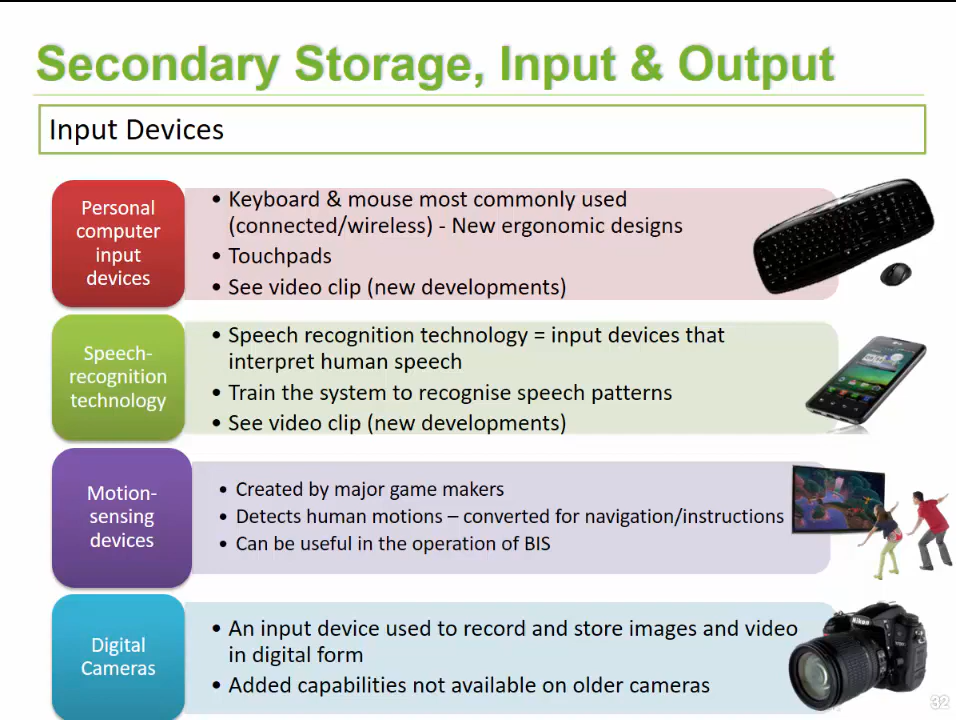 Secondary Storage, Input & Output
Input Devices
Personal
computer
input
devices
• Keyboard & mouse most commonly used
(connected/wireless) - New ergonomic designs
• Touchpads
• See video clip (new developments)
Speech-
recognition
technology
• Speech recognition technology = input devices that
interpret human speech
• Train the system to recognise speech patterns
• See video clip (new developments)
Motion-
sensing
devices
• Created by major game makers
• Detects human motions – converted for navigation/instructions
• Can be useful in the operation of BIS
Digital
Cameras
• An input device used to record and store images and video
in digital form
• Added capabilities not available on older cameras
Nikon
32